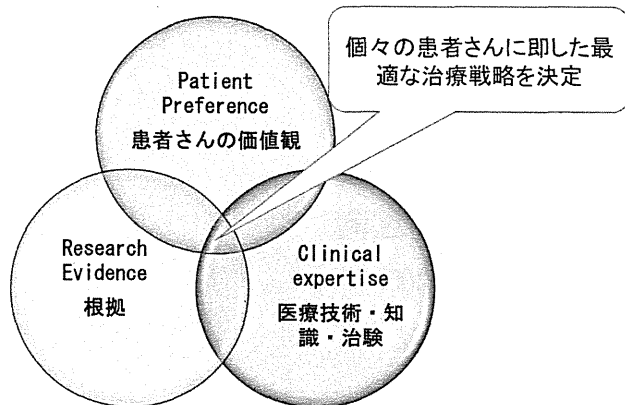 個々の患者さんに即した最
適な治療戦略を決定
Patient
Preference
患者さんの価値観
Research
Evidence
根拠
Clinical
expertise
医療技術・知
識・治験